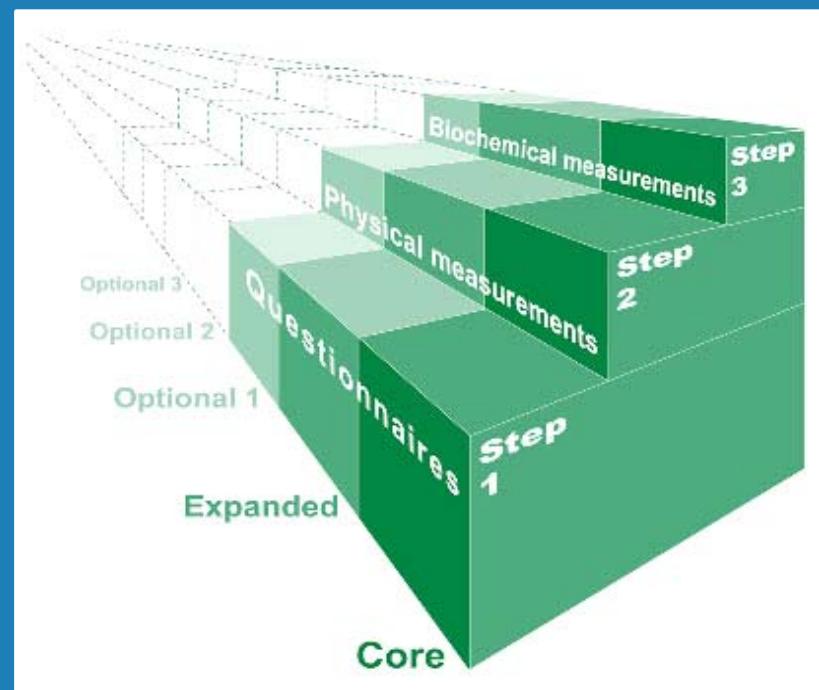 Biochemical measurements
Step
3
Physical measurements
Step
2
Questionnaires
Step
1
Optional 3
Optional 2
Optional 1
Expanded
Core